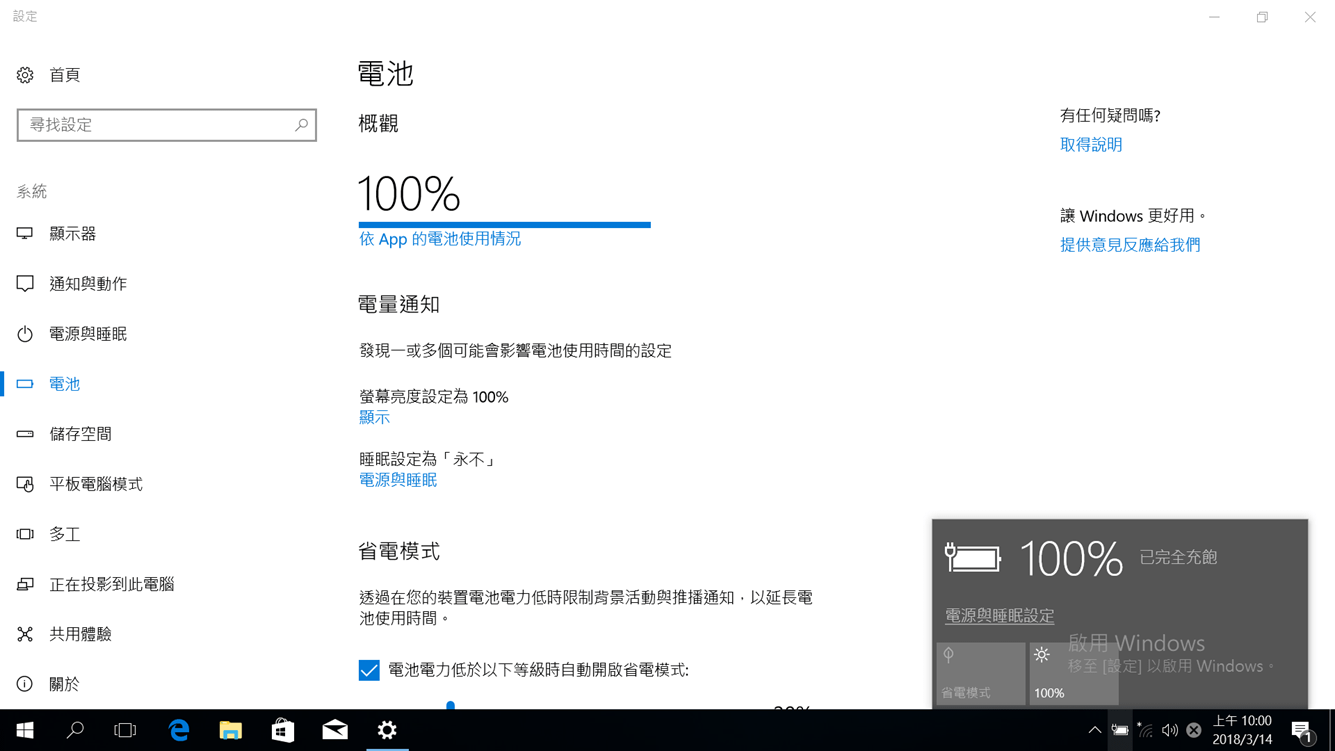 設定
首頁
尋找設定
系統
顯示器
通知與動作
電源與睡眠
電池
儲存空間
平板電腦模式
多工
正在投影到此電腦
共用體驗
關於
電池
概觀
100%
依 App 的電池使用情況
電量通知
發現一或多個可能會影響電池使用時間的設定
螢幕亮度設定為 100%
顯示
睡眠設定為「永不」
電源與睡眠
省電模式
透過在您的裝置電池電力低時限制背景活動與推播通知，以延長電
池使用時間。
電池電力低於以下等級時自動開啟省電模式:
有任何疑問嗎?
取得說明
讓 Windows 更好用。
提供意見反應給我們
100% 已完全充飽
電源與睡眠設定
啟用 Windows
移至 [設定] 以啟用 Windows。
省電模式
100%
上午 10:00
2018/3/14
1